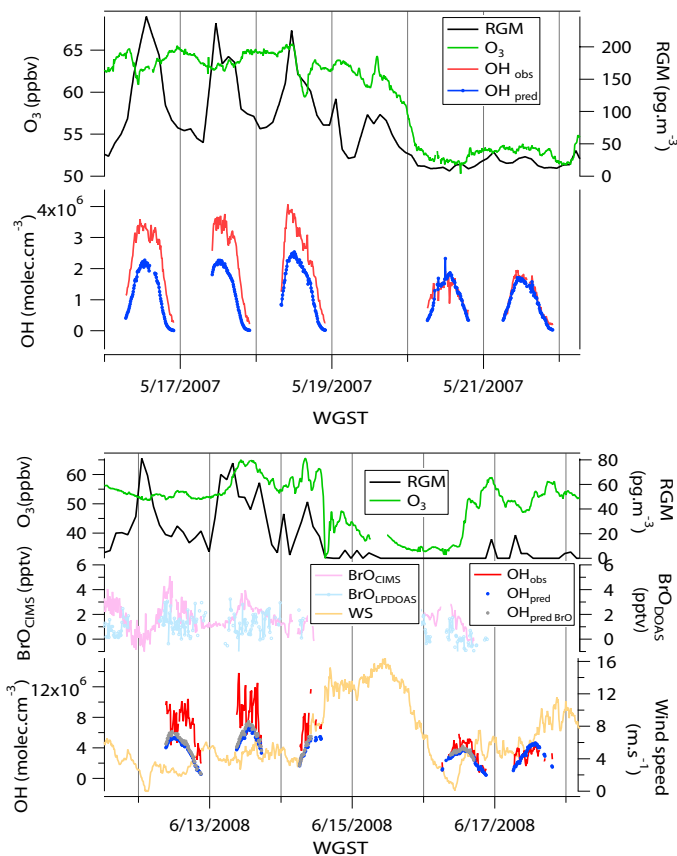 RGM
O3
OH obs
OH pred
O3 (ppbv)
65
60
55
50
200
150
100
50
0
RGM (pg.m-3)
OH (molec.cm-3)
4x10^6
3
2
1
0
5/17/2007
5/19/2007
5/21/2007
WGST
O3(ppbv)
60
50
40
RGM
O3
80
60
40
20
0
RGM (pg.m-3)
BrOCIMS (pptv)
6
4
2
0
BrOCIMS
BrOLPDOAS
WS
OHobs
OHpred
OHpred BrO
6
4
2
0
BrODOAS (pptv)
OH (molec.cm-3)
12x10^6
8
4
0
16
12
8
4
0
Wind speed (m.s-1)
6/13/2008
6/15/2008
6/17/2008
WGST